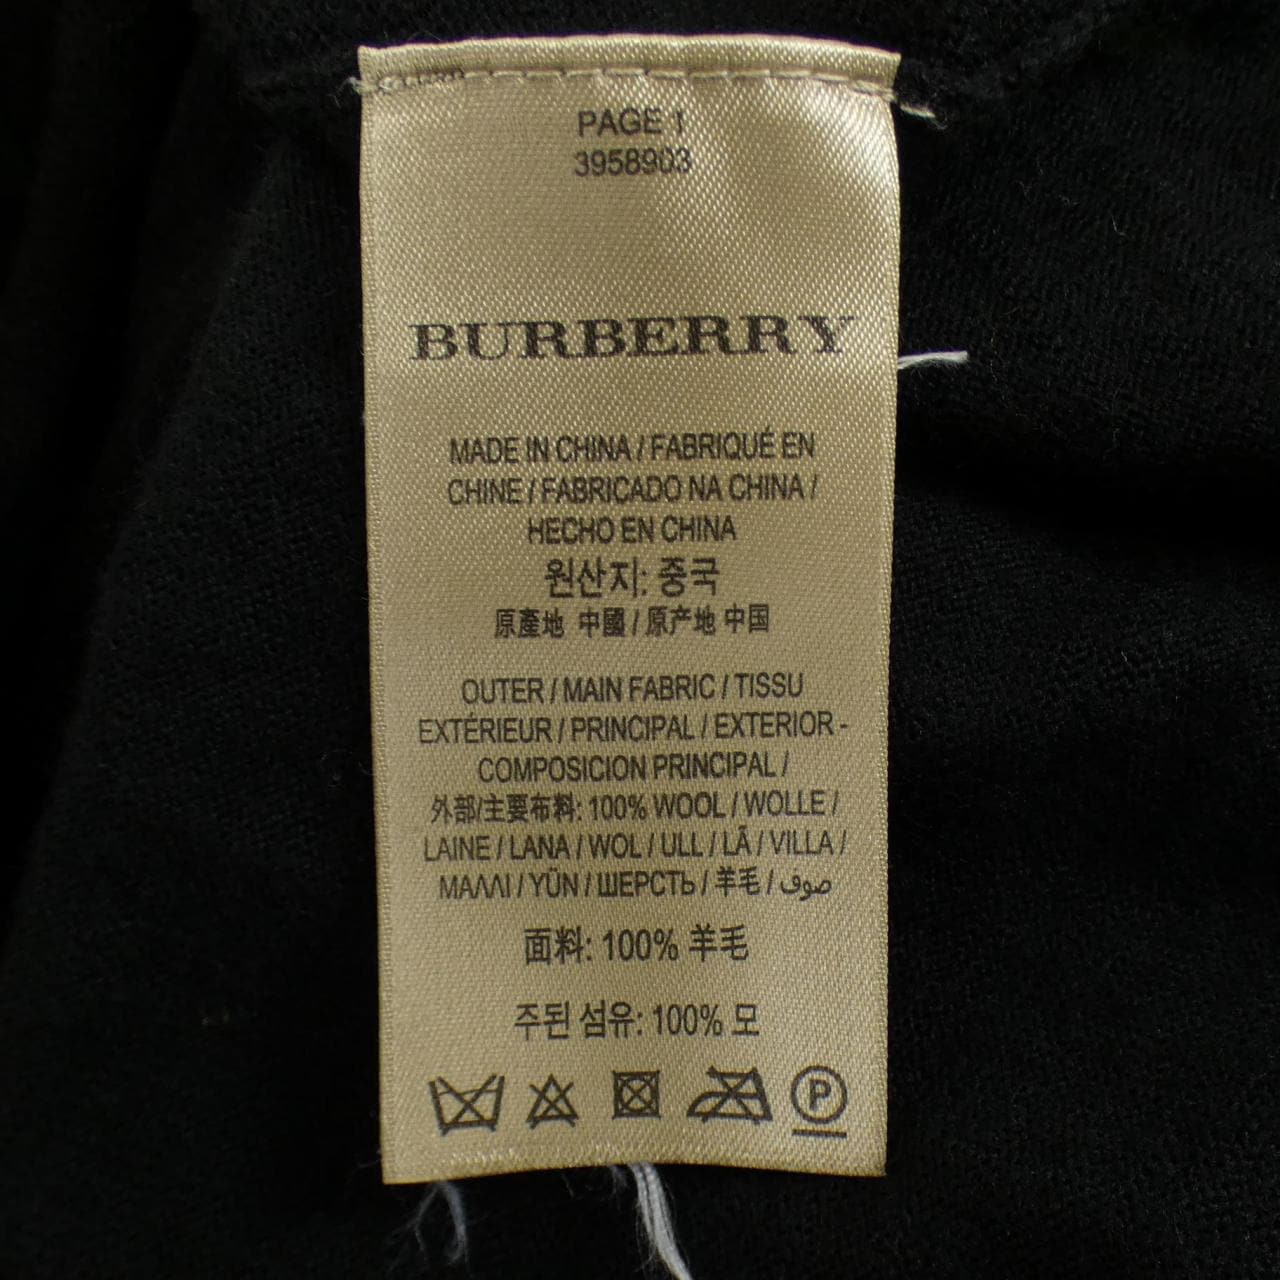 PAGE 1
3958903
BURBERRY
MADE IN CHINA / FABRIQUÉ EN
CHINE / FABRICADO NA CHINA /
HECHO EN CHINA
원산지: 중국
原產地 中國 / 原产地 中国
OUTER / MAIN FABRIC / TISSU
EXTÉRIEUR / PRINCIPAL / EXTERIOR -
COMPOSICION PRINCIPAL /
外部/主要布料: 100% WOOL / WOLLE /
LAINE / LANA / WOL / ULL / LÃ / VILLA /
ΜΑΛΛΙ / YÜN / ШЕРСТЬ / 羊毛 / صوف
面料: 100% 羊毛
주된 섬유: 100% 모
P